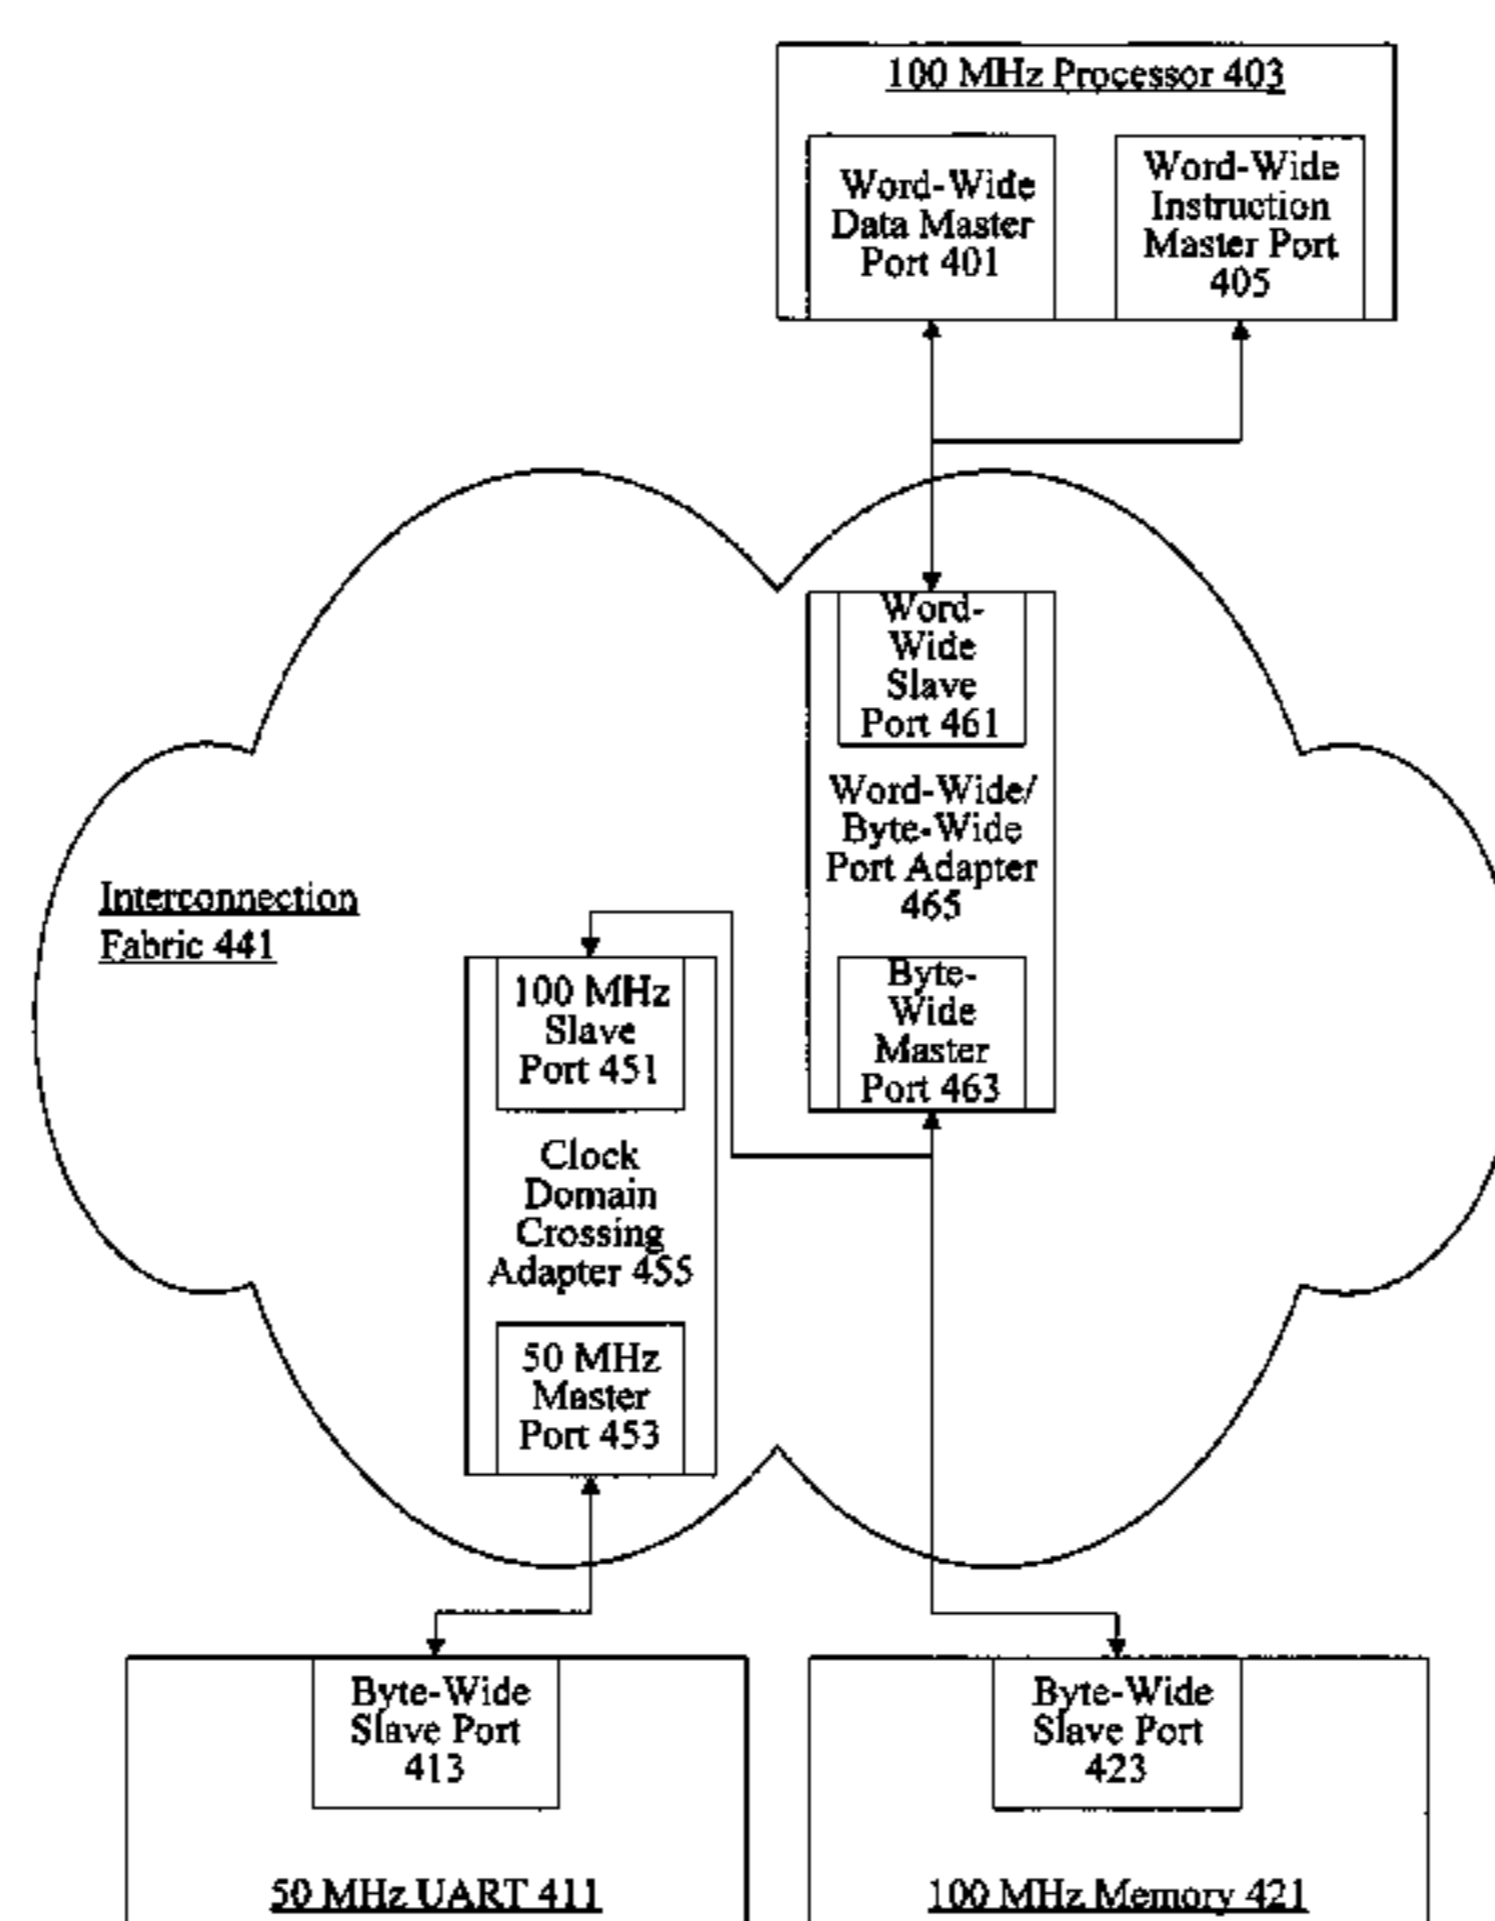 100 MHz Processor 403
Word-Wide
Data Master
Port 401
Word-Wide
Instruction
Master Port
405
Word-
Wide
Slave
Port 461
Word-Wide/
Byte-Wide
Port Adapter
465
Byte-
Wide
Master
Port 463
Interconnection
Fabric 441
100 MHz
Slave
Port 451
Clock
Domain
Crossing
Adapter 455
50 MHz
Master
Port 453
Byte-Wide
Slave Port
413
50 MHz UART 411
Byte-Wide
Slave Port
423
100 MHz Memory 421